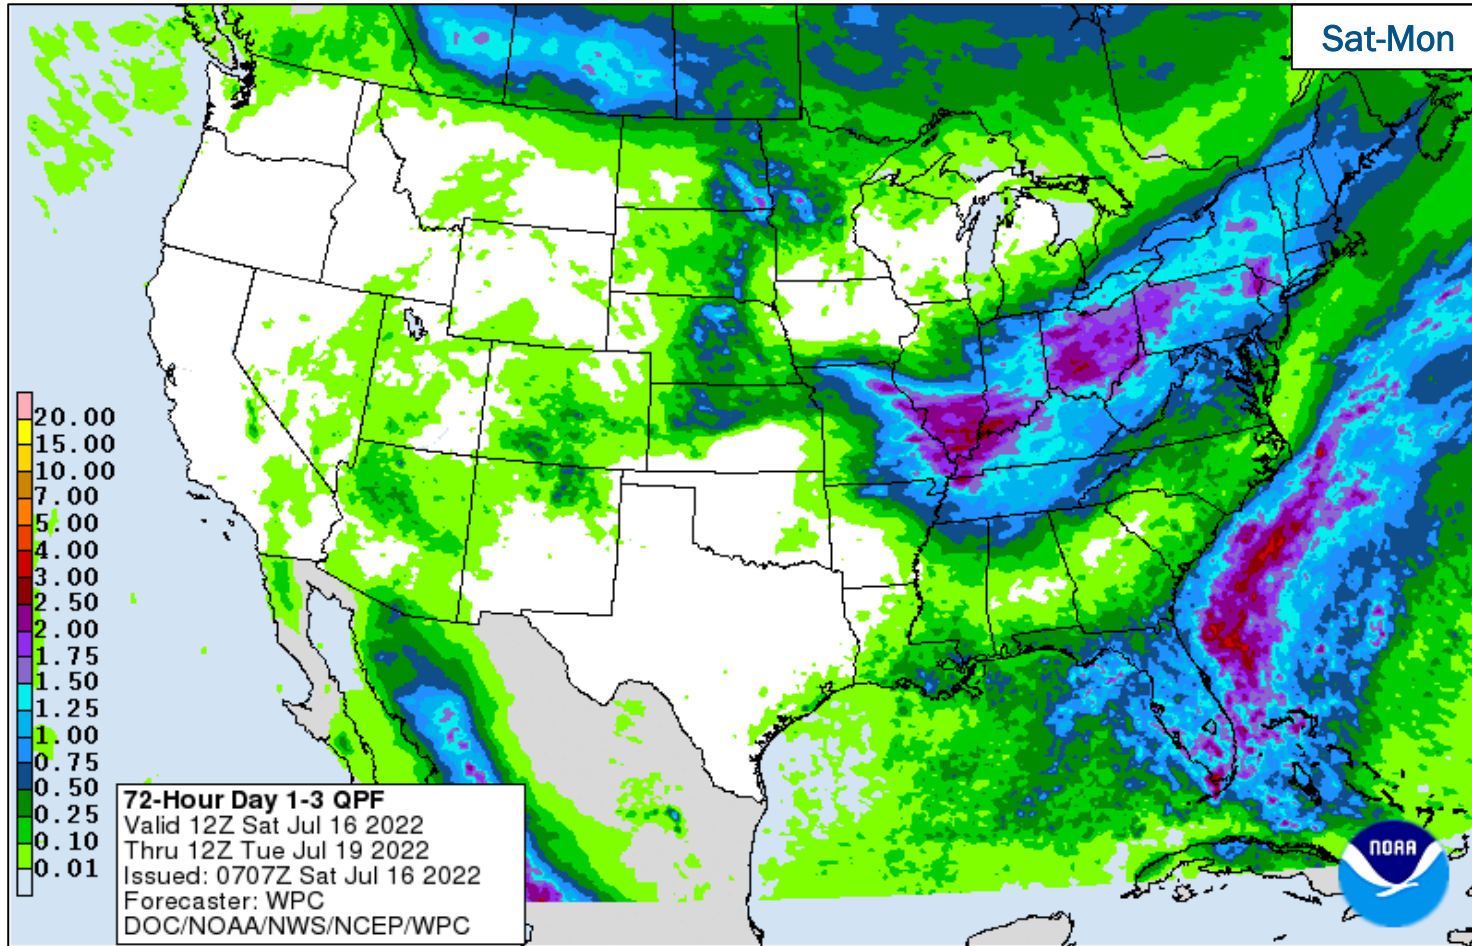 Sat-Mon
20.00
15.00
10.00
7.00
5.00
4.00
3.00
2.50
2.00
1.75
1.50
1.25
1.00
0.75
0.50
0.25
0.10
0.01
72-Hour Day 1-3 QPF
Valid 12Z Sat Jul 16 2022
Thru 12Z Tue Jul 19 2022
Issued: 0707Z Sat Jul 16 2022
Forecaster: WPC
DOC/NOAA/NWS/NCEP/WPC
NOAA